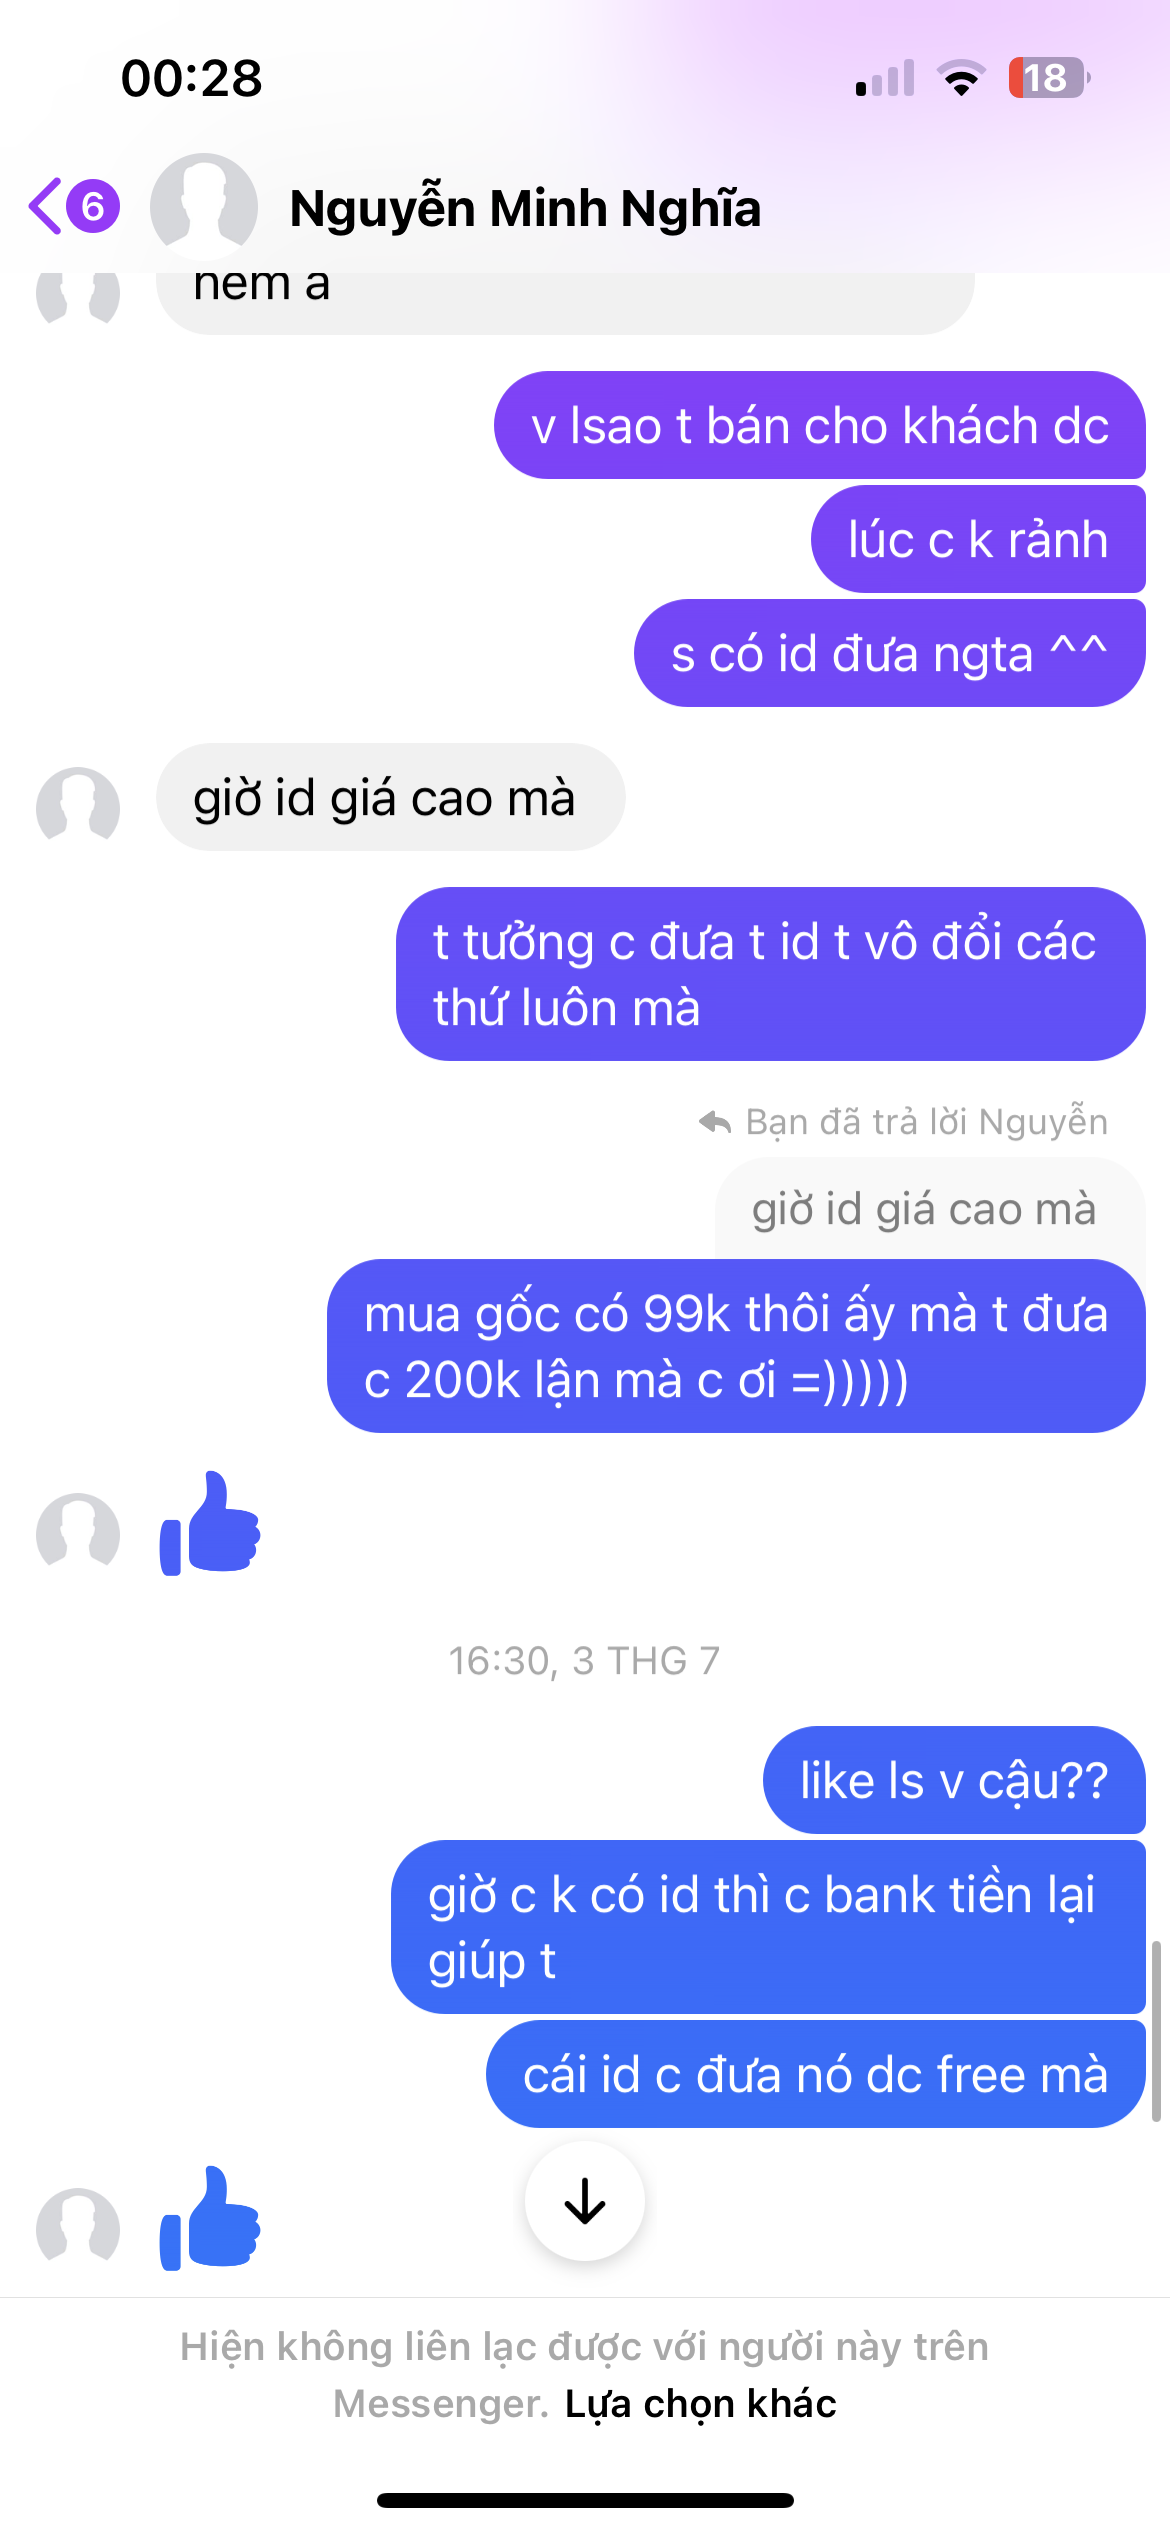 00:28
18
6
Nguyễn Minh Nghĩa
v lsao t bán cho khách dc
lúc c k rảnh
s có id đưa ngta ^^
giờ id giá cao mà
t tưởng c đưa t id t vô đổi các
thứ luôn mà
Bạn đã trả lời Nguyễn
giờ id giá cao mà
mua gốc có 99k thôi ấy mà t đưa
c 200k lận mà c ơi =)))))
16:30, 3 THG 7
like ls v cậu??
giờ c k có id thì c bank tiền lại
giúp t
cái id c đưa nó dc free mà
Hiện không liên lạc được với người này trên
Messenger. Lựa chọn khác